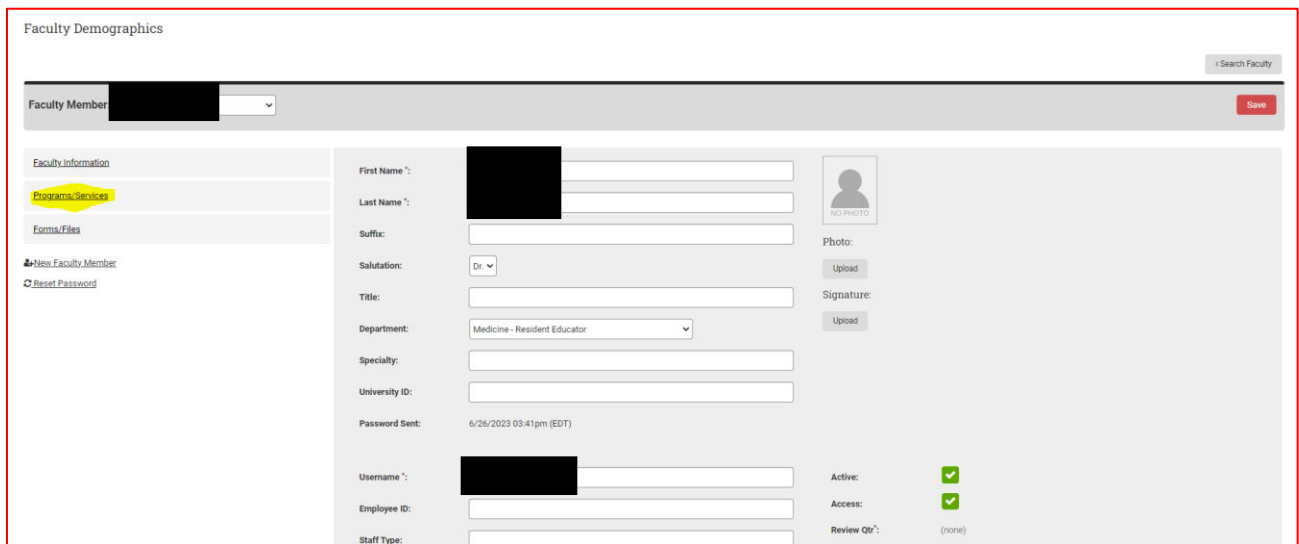 Faculty Demographics
< Search Faculty
Faculty Member:
Save
Faculty Information
Programs/Services
Forms/Files
New Faculty Member
Reset Password
First Name *:
Last Name *:
Suffix:
Salutation: Dr.
Title:
Department: Medicine - Resident Educator
Specialty:
University ID:
Password Sent: 6/26/2023 03:41pm (EDT)
NO PHOTO
Photo:
Upload
Signature:
Upload
Username *:
Employee ID:
Staff Type:
Active:
Access:
Review Qtr*: (none)